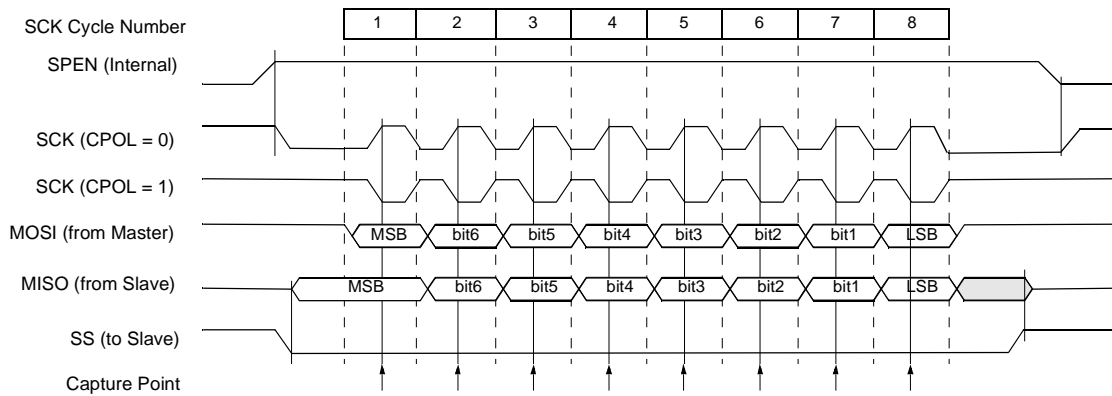 SCK Cycle Number 1 2 3 4 5 6 7 8
SPEN (Internal)
SCK (CPOL = 0)
SCK (CPOL = 1)
MOSI (from Master) MSB bit6 bit5 bit4 bit3 bit2 bit1 LSB
MISO (from Slave) MSB bit6 bit5 bit4 bit3 bit2 bit1 LSB
SS (to Slave)
Capture Point